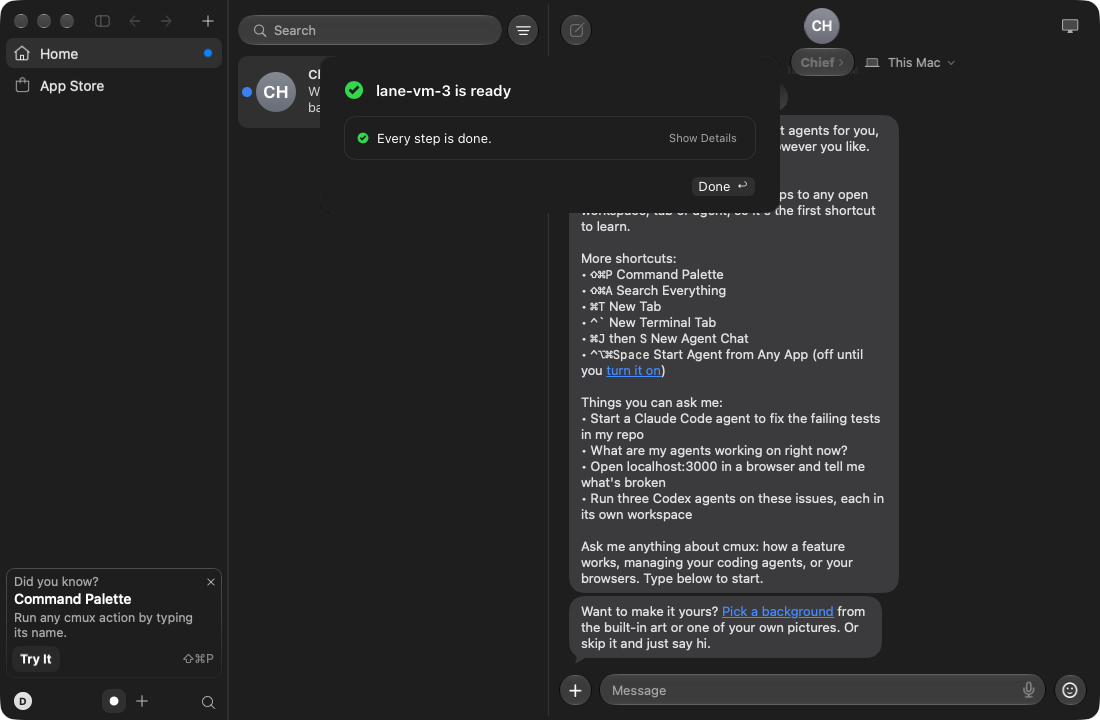 Home
App Store
Did you know?
Command Palette
Run any cmux action by typing
its name.
Try It
⇧⌘P
D
Search
CH
lane-vm-3 is ready
Every step is done.
Show Details
Done ↩
CH
Chief ›
This Mac
t agents for you,
wever you like.
ps to any open
the first shortcut
to learn.
More shortcuts:
• ⇧⌘P Command Palette
• ⇧⌘A Search Everything
• ⌘T New Tab
• ^` New Terminal Tab
• ⌘J then S New Agent Chat
• ^⌥⌘Space Start Agent from Any App (off until
you turn it on)
Things you can ask me:
• Start a Claude Code agent to fix the failing tests
in my repo
• What are my agents working on right now?
• Open localhost:3000 in a browser and tell me
what's broken
• Run three Codex agents on these issues, each in
its own workspace
Ask me anything about cmux: how a feature
works, managing your coding agents, or your
browsers. Type below to start.
Want to make it yours? Pick a background from
the built-in art or one of your own pictures. Or
skip it and just say hi.
Message